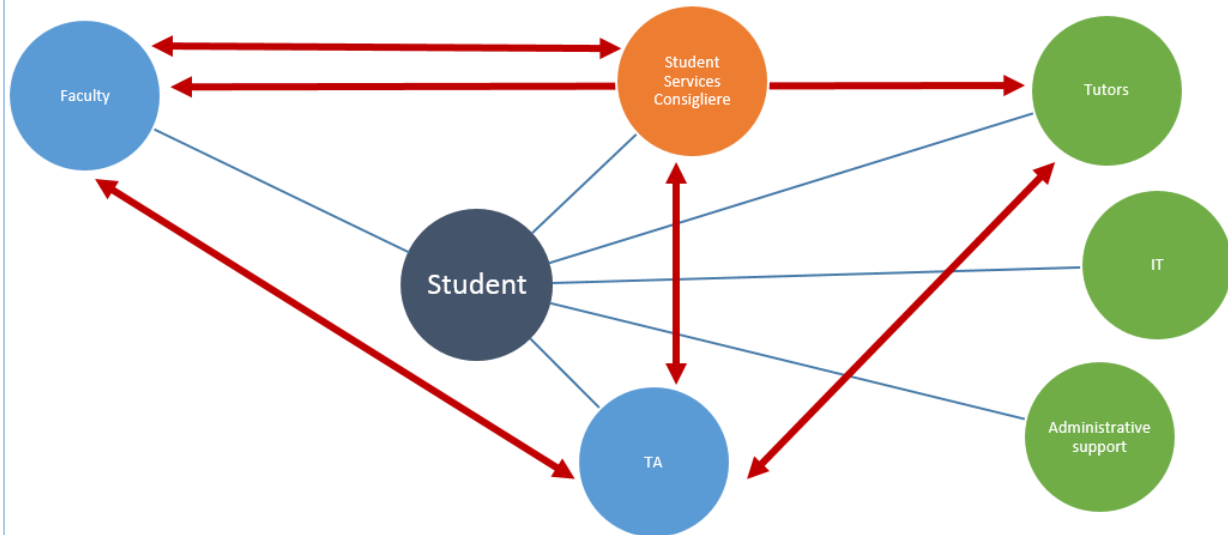 Faculty
Student
Services
Consigliere
Tutors
IT
Student
Administrative
support
TA